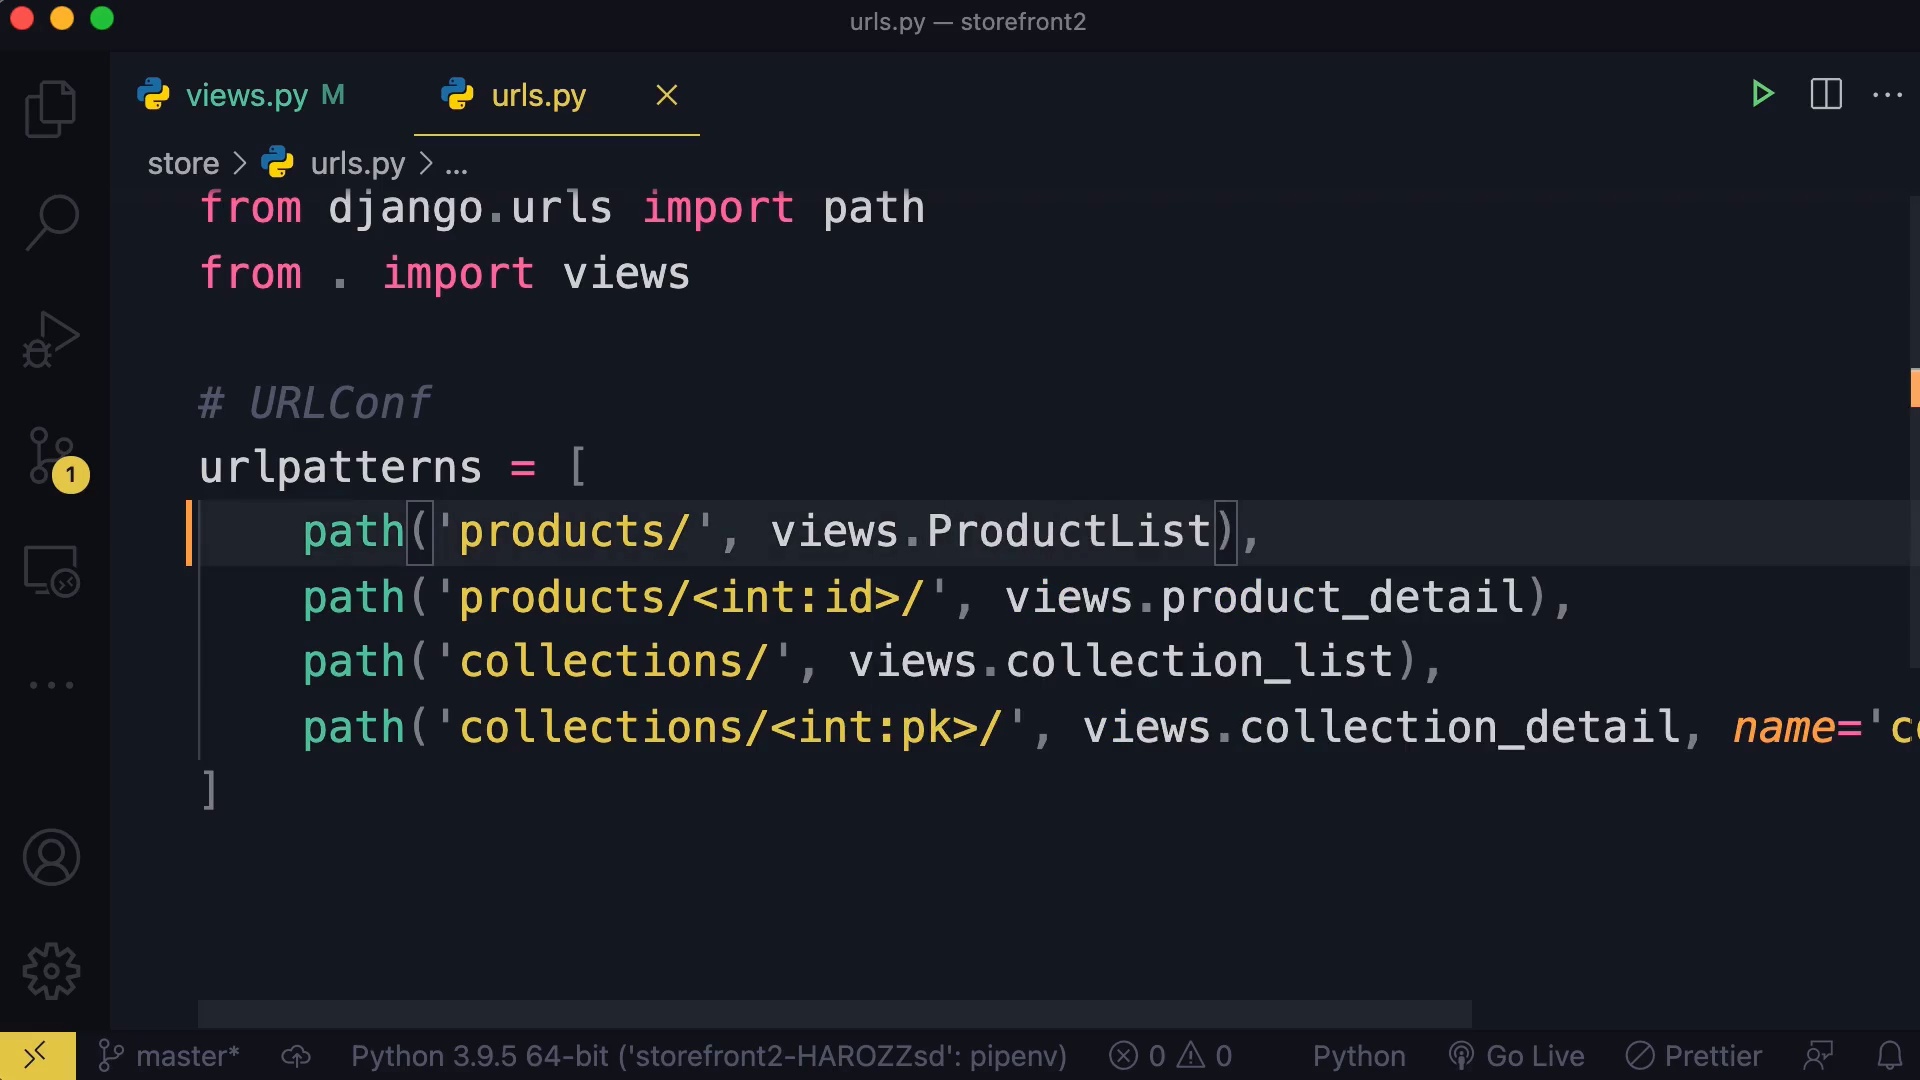 urls.py — storefront2
views.py M
urls.py
store > urls.py > ...
from django.urls import path
from . import views
# URLConf
urlpatterns = [
    path('products/', views.ProductList),
    path('products/<int:id>/', views.product_detail),
    path('collections/', views.collection_list),
    path('collections/<int:pk>/', views.collection_detail, name='c
]
1
master* Python 3.9.5 64-bit ('storefront2-HAROZZsd': pipenv) 0 0 Python Go Live Prettier